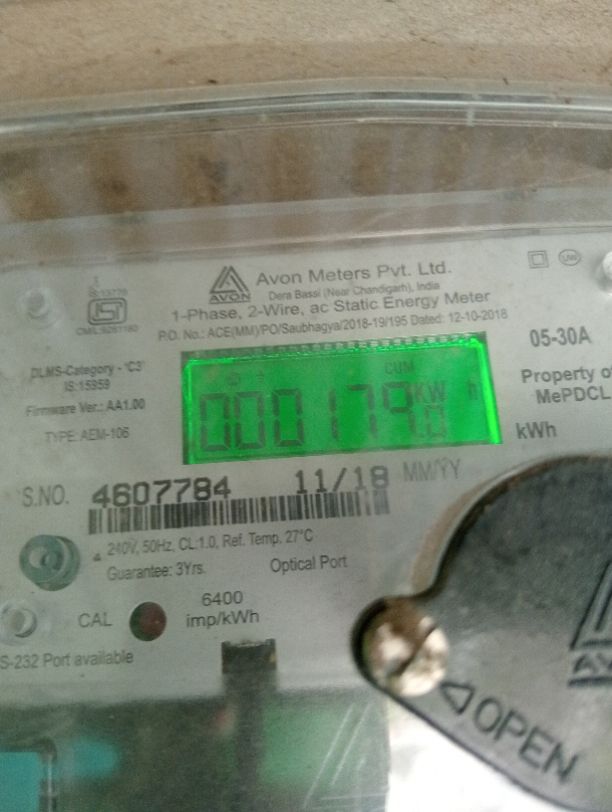 Avon Meters Pvt. Ltd.
AVON
Dera Bassi (Near Chandigarh), India
1-Phase, 2-Wire, ac Static Energy Meter
P.O. No.: ACE(MM)/PO/Saubhagya/2018-19/195 Dated: 12-10-2018
ISI
05-30A
DLMS-Category - 'C3'
IS:15959
Firmware Ver.: AA1.00
TYPE: AEM-106
CUM
000179.0 KW h
Property of
MePDCL
kWh
S.NO. 4607784 11/18 MM/YY
240V, 50Hz, CL:1.0, Ref. Temp. 27°C
Guarantee: 3Yrs.
Optical Port
CAL
6400
imp/kWh
S-232 Port available
OPEN